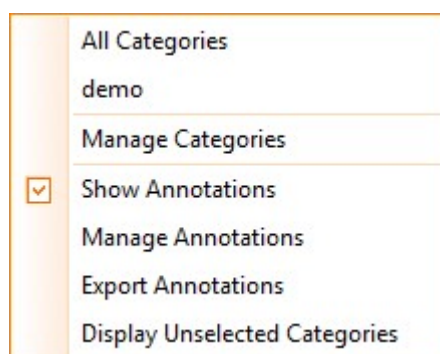 All Categories
demo
Manage Categories
Show Annotations
Manage Annotations
Export Annotations
Display Unselected Categories